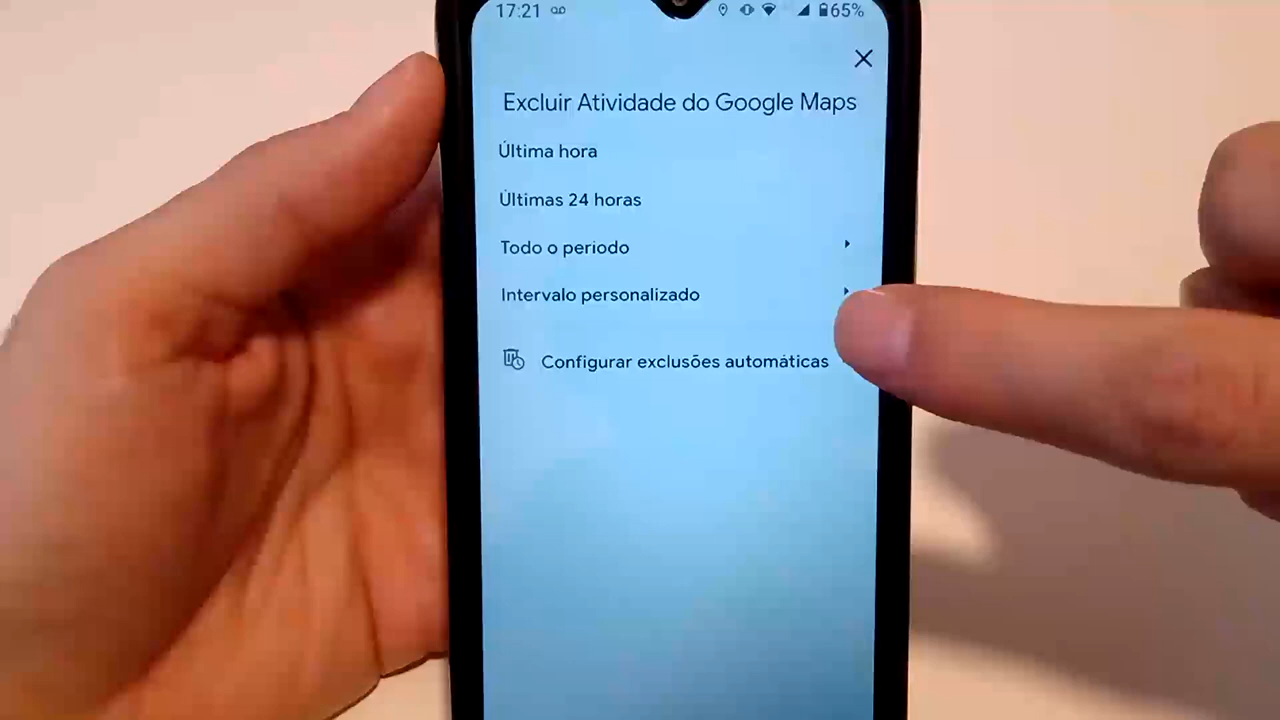 17:21 65%
Excluir Atividade do Google Maps
Última hora
Últimas 24 horas
Todo o período
Intervalo personalizado
Configurar exclusões automáticas